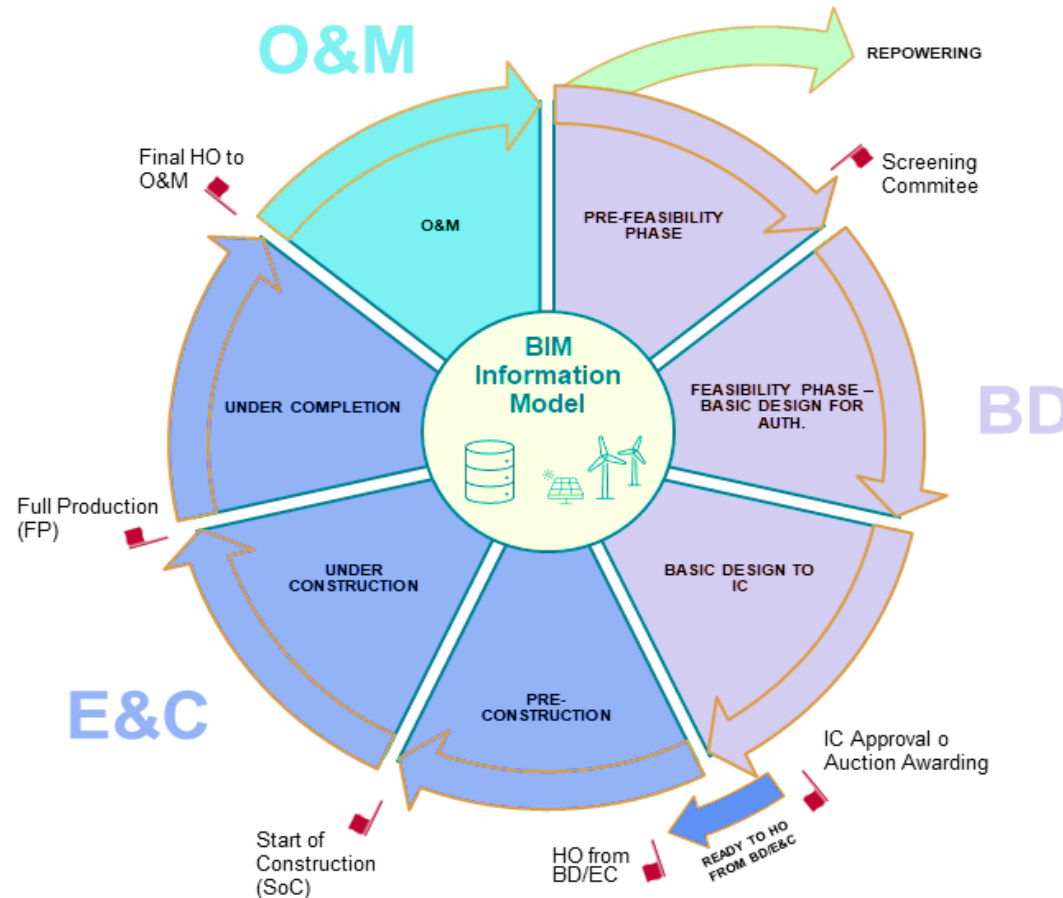 O&M
REPOWERING
Final HO to
O&M
Screening
Commitee
O&M
PRE-FEASIBILITY
PHASE
BIM
Information
Model
UNDER COMPLETION
FEASIBILITY PHASE –
BASIC DESIGN FOR
AUTH.
BD
Full Production
(FP)
UNDER
CONSTRUCTION
BASIC DESIGN TO
IC
E&C
PRE-
CONSTRUCTION
IC Approval o
Auction Awarding
Start of
Construction
(SoC)
HO from
BD/EC
READY TO HO
FROM BD/E&C